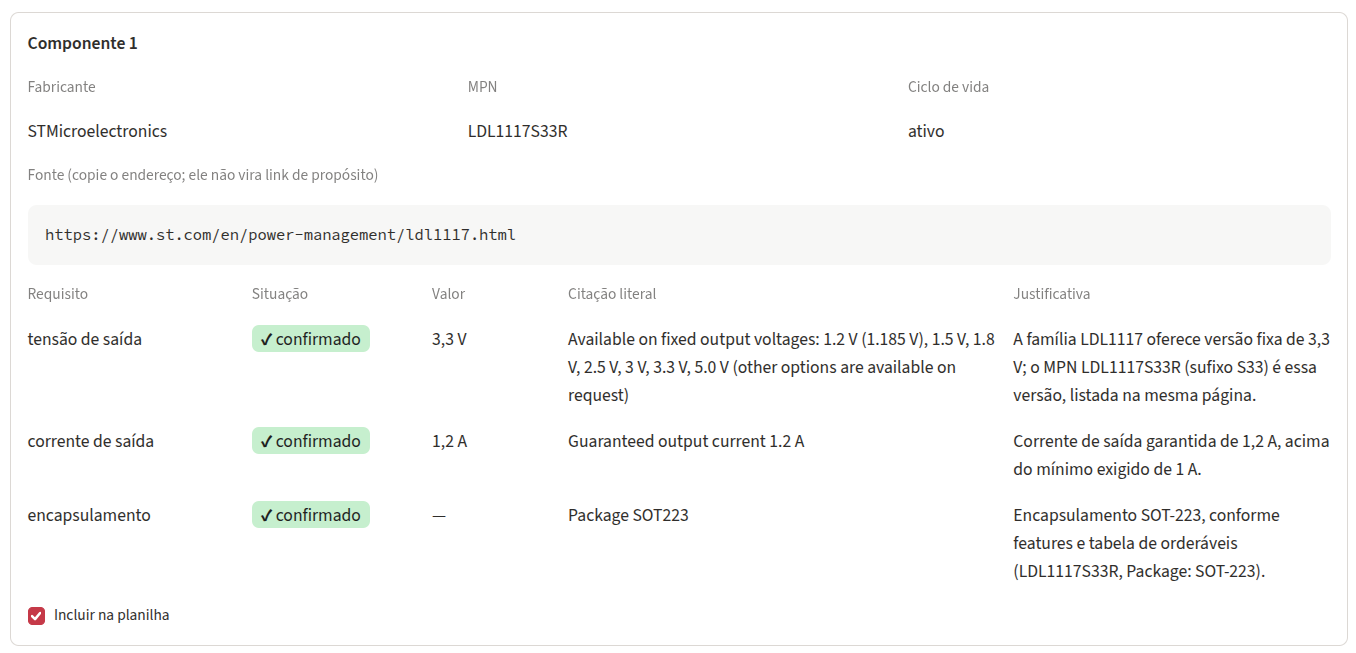 Componente 1
Fabricante
MPN
Ciclo de vida
STMicroelectronics
LDL1117S33R
ativo
Fonte (copie o endereço; ele não vira link de propósito)
https://www.st.com/en/power-management/ldl1117.html
Requisito
Situação
Valor
Citação literal
Justificativa
tensão de saída
✓ confirmado
3,3 V
Available on fixed output voltages: 1.2 V (1.185 V), 1.5 V, 1.8
V, 2.5 V, 3 V, 3.3 V, 5.0 V (other options are available on
request)
A família LDL1117 oferece versão fixa de 3,3
V; o MPN LDL1117S33R (sufixo S33) é essa
versão, listada na mesma página.
corrente de saída
✓ confirmado
1,2 A
Guaranteed output current 1.2 A
Corrente de saída garantida de 1,2 A, acima
do mínimo exigido de 1 A.
encapsulamento
✓ confirmado
—
Package SOT223
Encapsulamento SOT-223, conforme
features e tabela de orderáveis
(LDL1117S33R, Package: SOT-223).
Incluir na planilha